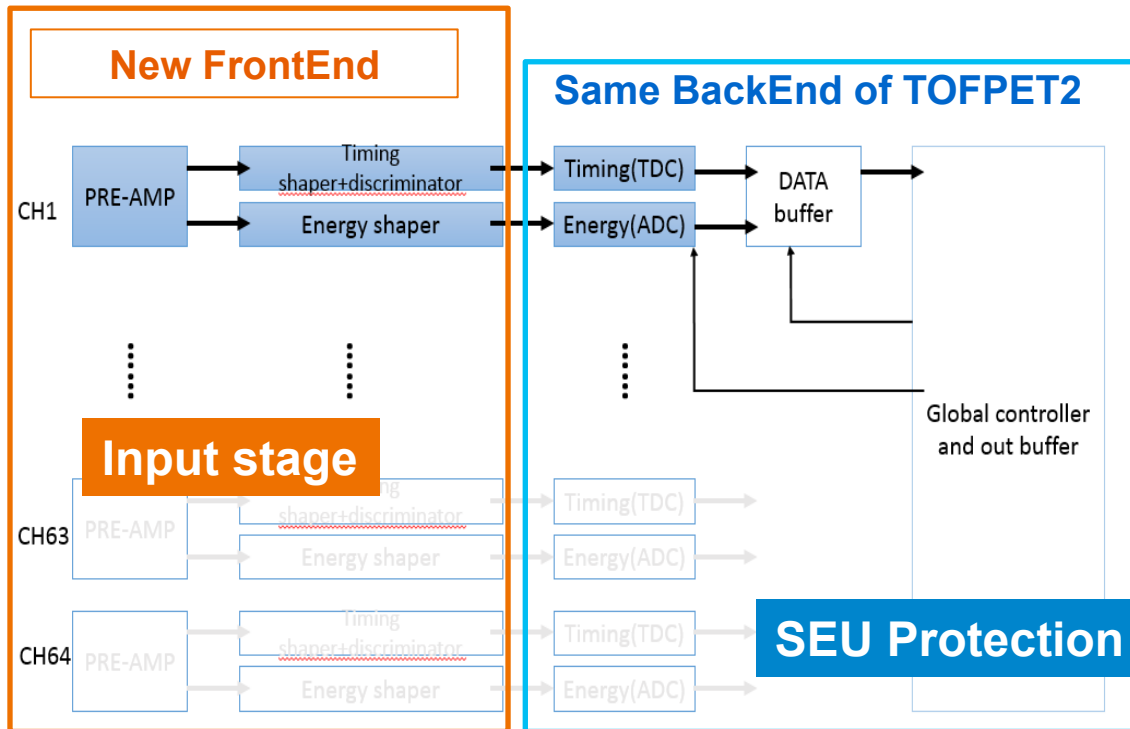 New FrontEnd
Same BackEnd of TOFPET2
CH1
PRE-AMP
Timing
shaper+discriminator
Energy shaper
Timing(TDC)
Energy(ADC)
DATA
buffer
Global controller
and out buffer
Input stage
CH63
PRE-AMP
shaper+discriminator
Energy shaper
Timing(TDC)
Energy(ADC)
CH64
PRE-AMP
Timing
shaper+discriminator
Energy shaper
Timing(TDC)
Energy(ADC)
SEU Protection